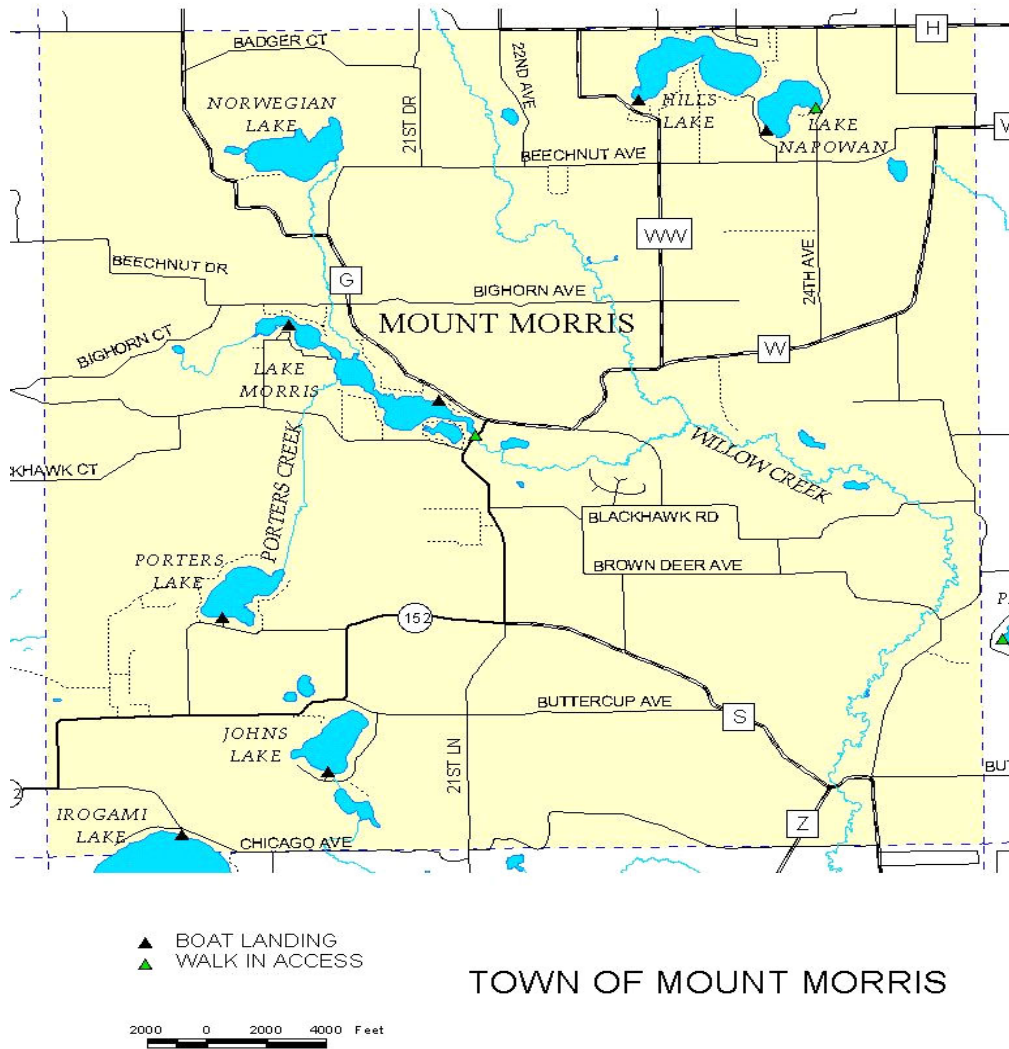 H
BADGER CT
22ND AVE
NORWEGIAN
LAKE
21ST DR
HILLS
LAKE
LAKE
NAPOWAN
V
BEECHNUT AVE
WW
24TH AVE
BEECHNUT DR
G
BIGHORN AVE
MOUNT MORRIS
BIGHORN CT
W
LAKE
MORRIS
WILLOW CREEK
KHAWK CT
PORTERS CREEK
BLACKHAWK RD
PORTERS
LAKE
BROWN DEER AVE
P
152
BUTTERCUP AVE
S
JOHNS
LAKE
21ST LN
BUT
2
IROGAMI
LAKE
CHICAGO AVE
Z
BOAT LANDING
WALK IN ACCESS
TOWN OF MOUNT MORRIS
2000 0 2000 4000 Feet